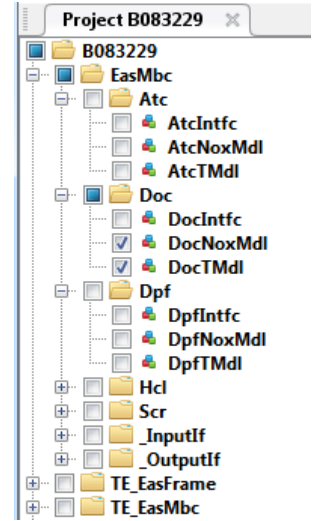 Project B083229
B083229
EasMbc
Atc
AtcIntfc
AtcNoxMdl
AtcTMdl
Doc
DocIntfc
DocNoxMdl
DocTMdl
Dpf
DpfIntfc
DpfNoxMdl
DpfTMdl
Hcl
Scr
_InputIf
_OutputIf
TE_EasFrame
TE_EasMbc